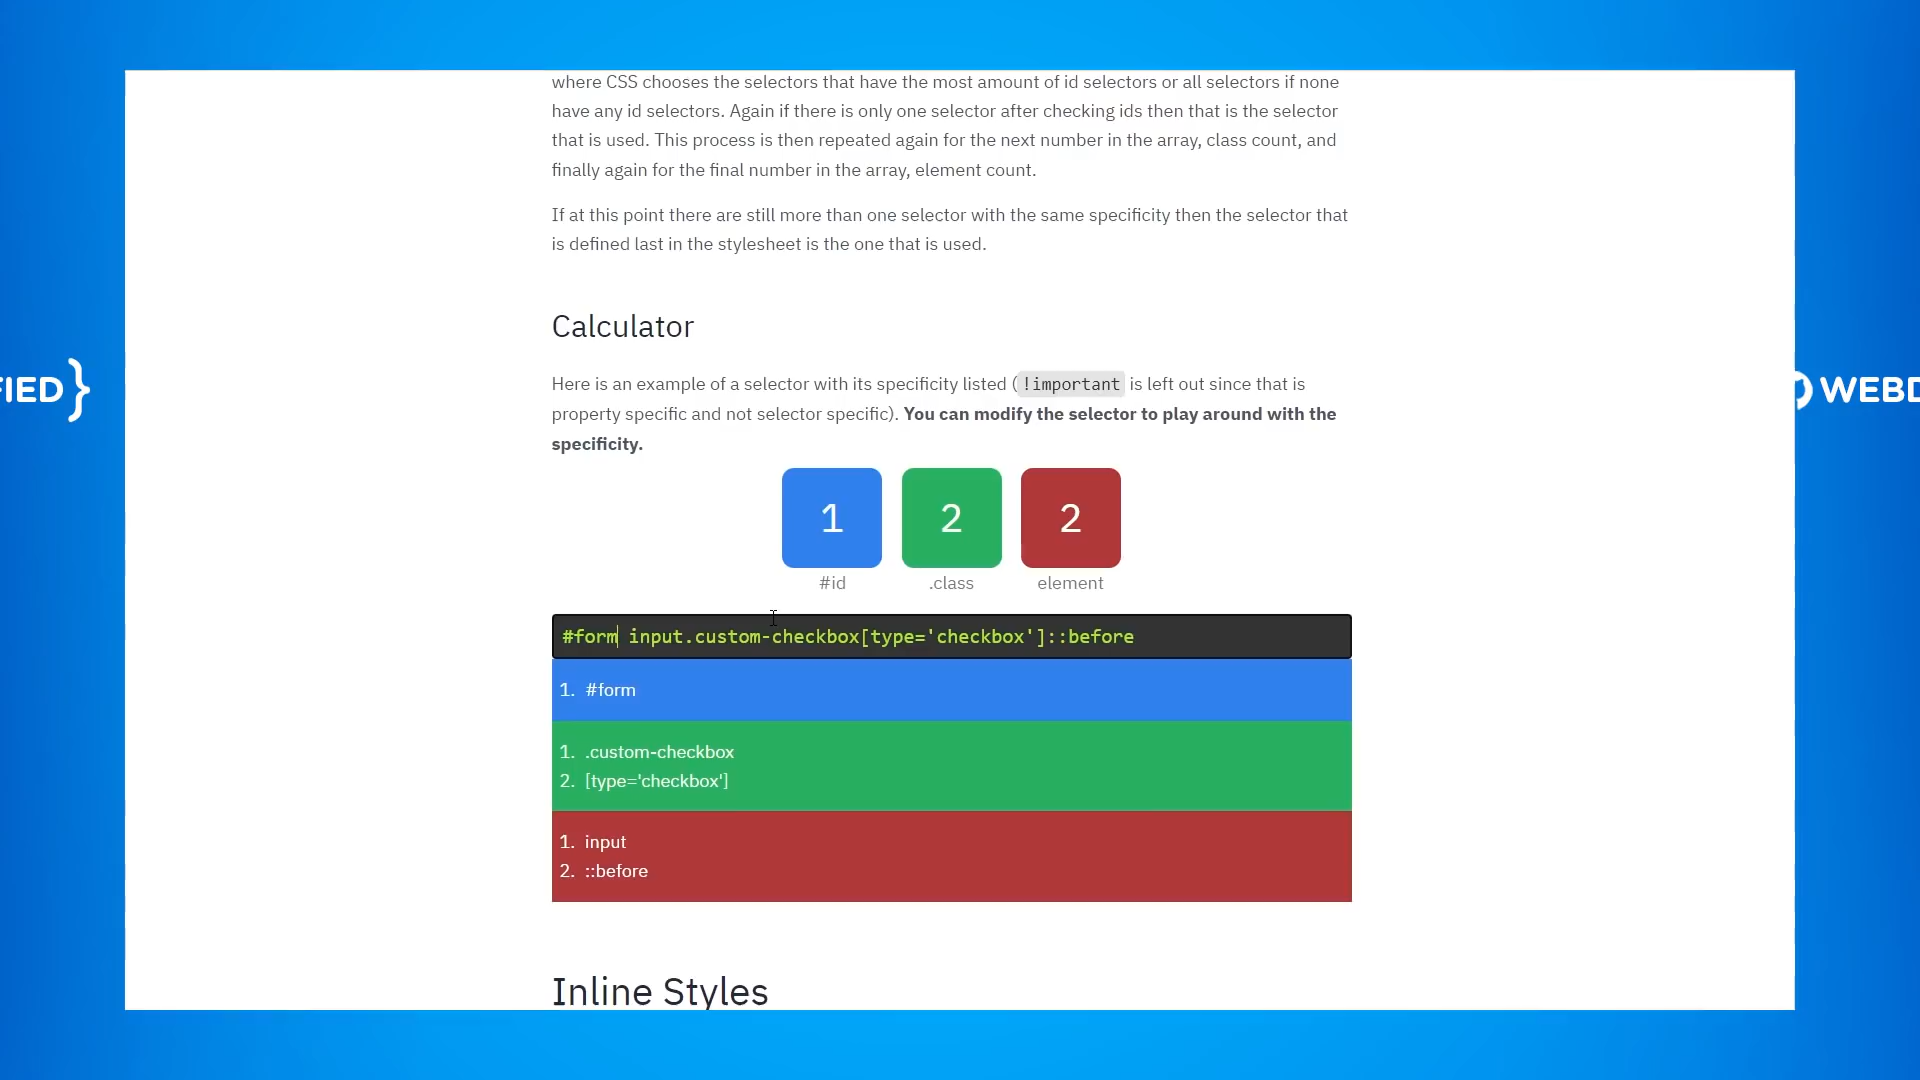 where CSS chooses the selectors that have the most amount of id selectors or all selectors if none
have any id selectors. Again if there is only one selector after checking ids then that is the selector
that is used. This process is then repeated again for the next number in the array, class count, and
finally again for the final number in the array, element count.
If at this point there are still more than one selector with the same specificity then the selector that
is defined last in the stylesheet is the one that is used.
Calculator
FIED}
WEBD
Here is an example of a selector with its specificity listed (!important is left out since that is
property specific and not selector specific). You can modify the selector to play around with the
specificity.
1 2 2
#id .class element
#form input.custom-checkbox[type='checkbox']::before
1. #form
1. .custom-checkbox
2. [type='checkbox']
1. input
2. ::before
Inline Styles